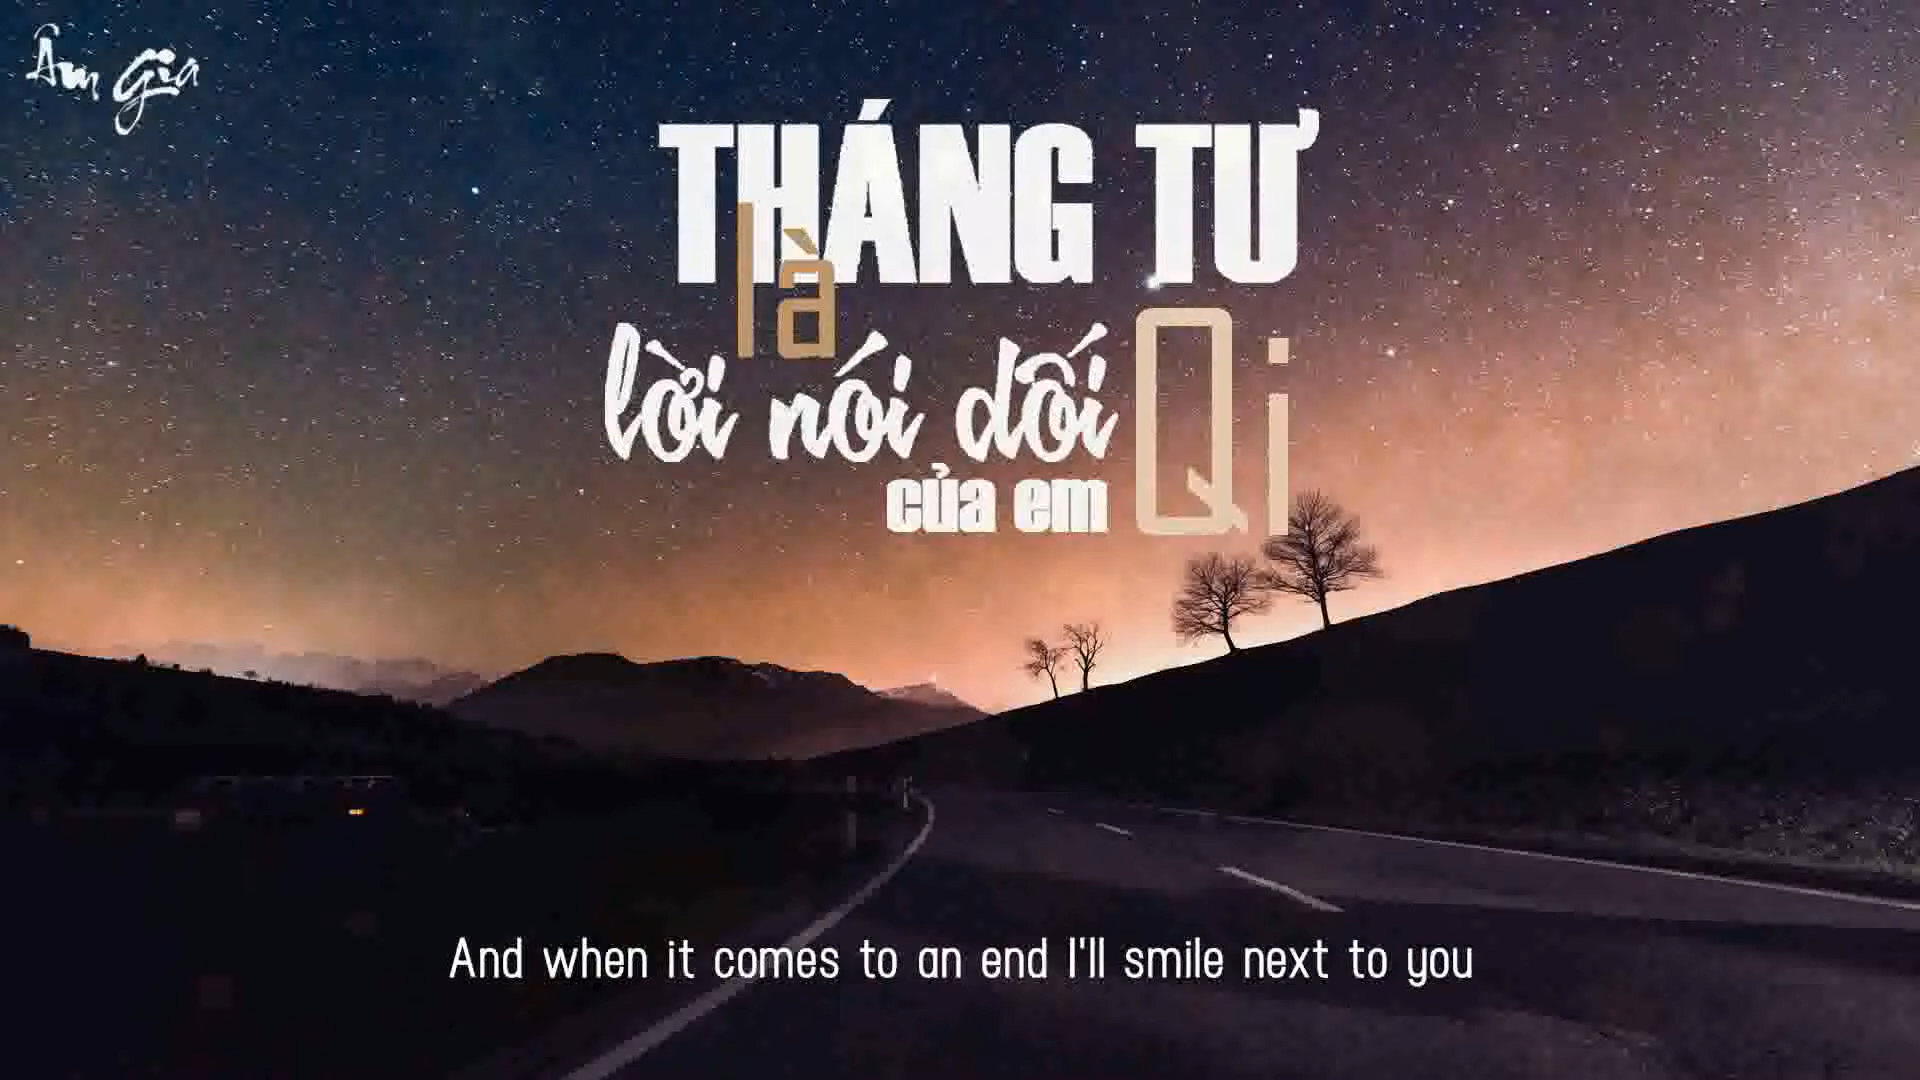 Âm Gia
THÁNG TƯ
là
lời nói dối
của em
Qi
And when it comes to an end I'll smile next to you